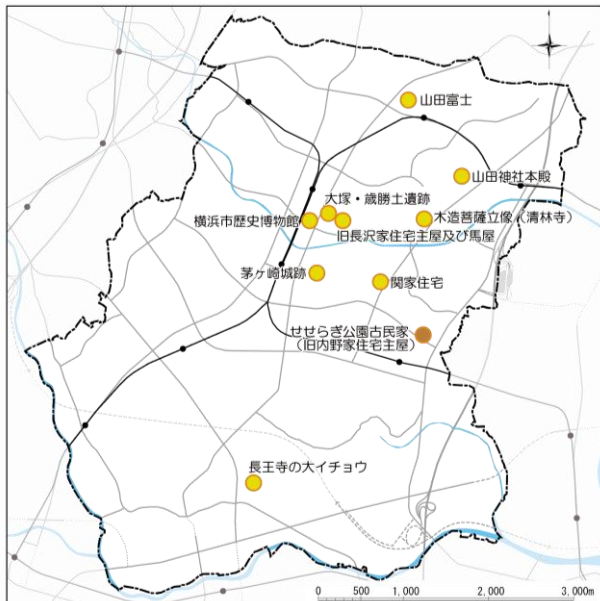 山田富士
山田神社本殿
大塚・歳勝土遺跡
横浜市歴史博物館
木造菩薩立像（清林寺）
旧長沢家住宅主屋及び馬屋
茅ヶ崎城跡
関家住宅
せせらぎ公園古民家
（旧内野家住宅主屋）
長王寺の大イチョウ
0 500 1,000 2,000 3,000m